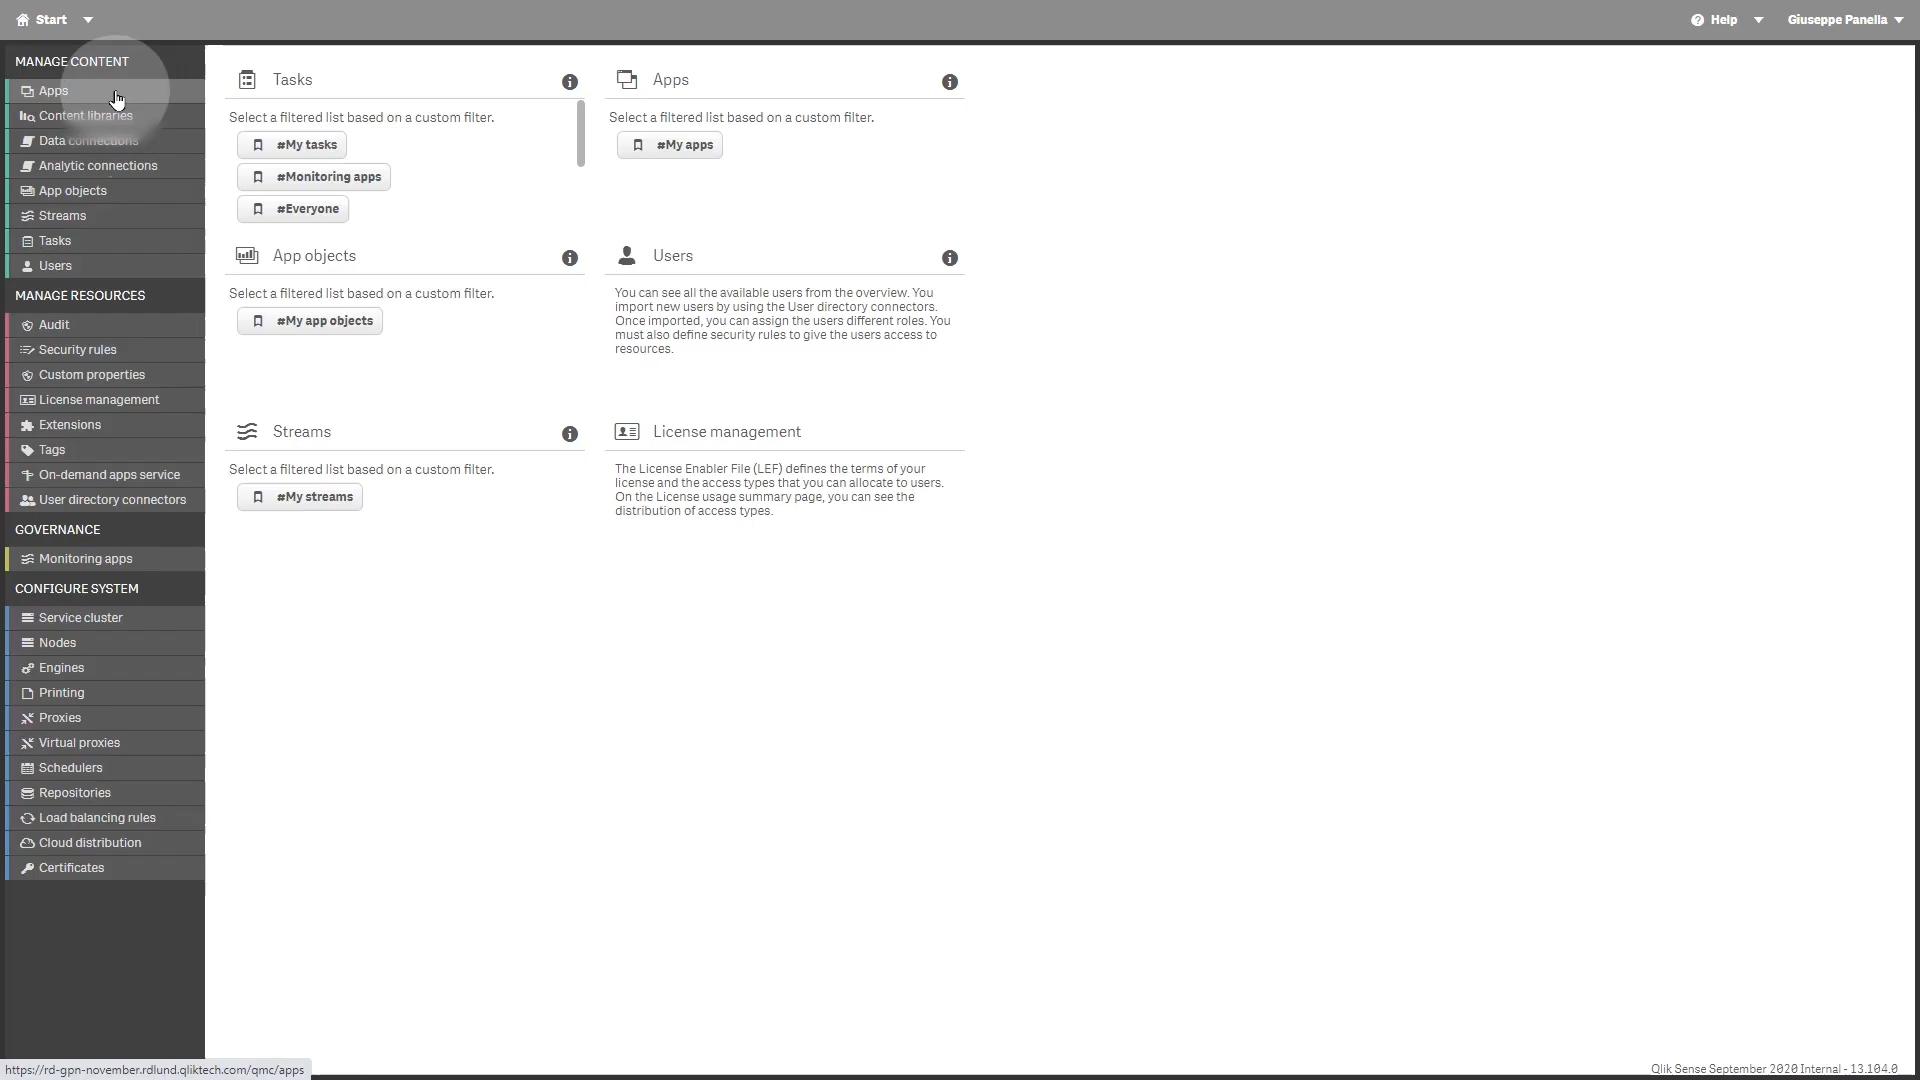 Start
Help
Giuseppe Panella
MANAGE CONTENT
Apps
Content libraries
Data connections
Analytic connections
App objects
Streams
Tasks
Users
MANAGE RESOURCES
Audit
Security rules
Custom properties
License management
Extensions
Tags
On-demand apps service
User directory connectors
GOVERNANCE
Monitoring apps
CONFIGURE SYSTEM
Service cluster
Nodes
Engines
Printing
Proxies
Virtual proxies
Schedulers
Repositories
Load balancing rules
Cloud distribution
Certificates
Tasks
Select a filtered list based on a custom filter.
#My tasks
#Monitoring apps
#Everyone
Apps
Select a filtered list based on a custom filter.
#My apps
App objects
Select a filtered list based on a custom filter.
#My app objects
Users
You can see all the available users from the overview. You
import new users by using the User directory connectors.
Once imported, you can assign the users different roles. You
must also define security rules to give the users access to
resources.
Streams
Select a filtered list based on a custom filter.
#My streams
License management
The License Enabler File (LEF) defines the terms of your
license and the access types that you can allocate to users.
On the License usage summary page, you can see the
distribution of access types.
https://rd-gpn-november.rdlund.qliktech.com/qmc/apps
Qlik Sense September 2020 Internal - 13.104.0